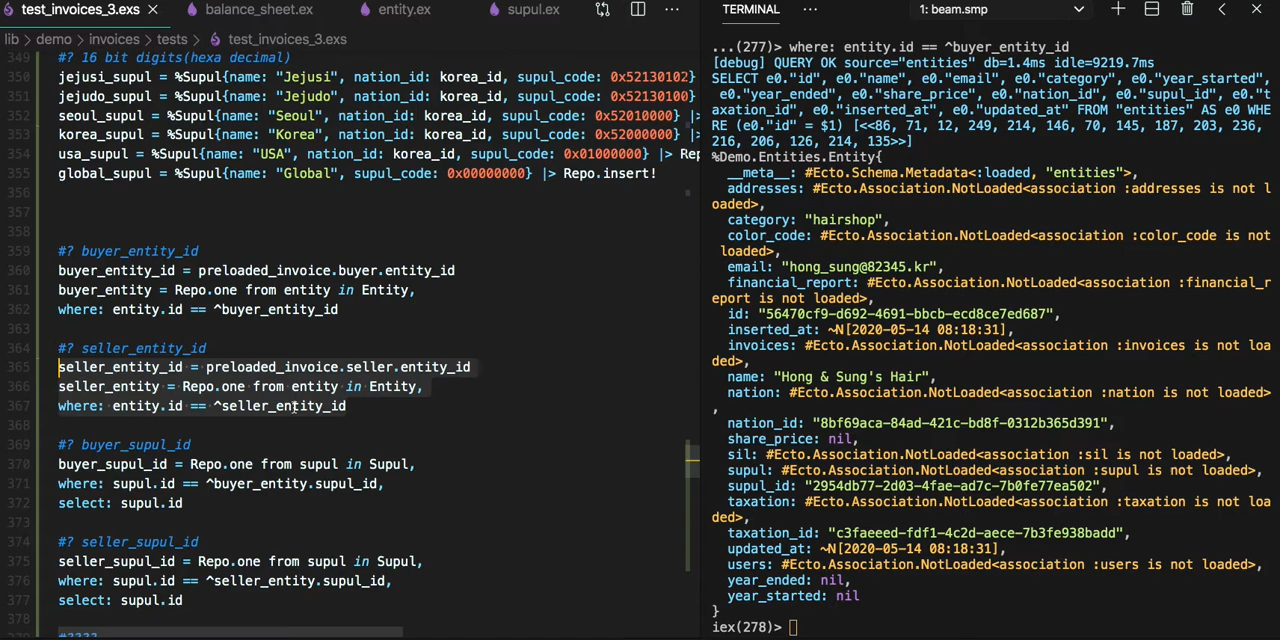 test_invoices_3.exs
balance_sheet.ex
entity.ex
supul.ex
lib > demo > invoices > tests > test_invoices_3.exs
349 #? 16 bit digits(hexa decimal)
350 jejusi_supul = %Supul{name: "Jejusi", nation_id: korea_id, supul_code: 0x52130102}
351 jejudo_supul = %Supul{name: "Jejudo", nation_id: korea_id, supul_code: 0x52130100}
352 seoul_supul = %Supul{name: "Seoul", nation_id: korea_id, supul_code: 0x52010000} |>
353 korea_supul = %Supul{name: "Korea", nation_id: korea_id, supul_code: 0x52000000} |>
354 usa_supul = %Supul{name: "USA", nation_id: korea_id, supul_code: 0x01000000} |> Rep
355 global_supul = %Supul{name: "Global", supul_code: 0x00000000} |> Repo.insert!
356
357
358
359 #? buyer_entity_id
360 buyer_entity_id = preloaded_invoice.buyer.entity_id
361 buyer_entity = Repo.one from entity in Entity,
362 where: entity.id == ^buyer_entity_id
363
364 #? seller_entity_id
365 seller_entity_id = preloaded_invoice.seller.entity_id
366 seller_entity = Repo.one from entity in Entity,
367 where: entity.id == ^seller_entity_id
368
369 #? buyer_supul_id
370 buyer_supul_id = Repo.one from supul in Supul,
371 where: supul.id == ^buyer_entity.supul_id,
372 select: supul.id
373
374 #? seller_supul_id
375 seller_supul_id = Repo.one from supul in Supul,
376 where: supul.id == ^seller_entity.supul_id,
377 select: supul.id
378
TERMINAL
1: beam.smp
...(277)> where: entity.id == ^buyer_entity_id
[debug] QUERY OK source="entities" db=1.4ms idle=9219.7ms
SELECT e0."id", e0."name", e0."email", e0."category", e0."year_started",
e0."year_ended", e0."share_price", e0."nation_id", e0."supul_id", e0."t
axation_id", e0."inserted_at", e0."updated_at" FROM "entities" AS e0 WHE
RE (e0."id" = $1) [<<86, 71, 12, 249, 214, 146, 70, 145, 187, 203, 236,
216, 206, 126, 214, 135>>]
%Demo.Entities.Entity{
__meta__: #Ecto.Schema.Metadata<:loaded, "entities">,
addresses: #Ecto.Association.NotLoaded<association :addresses is not l
oaded>,
category: "hairshop",
color_code: #Ecto.Association.NotLoaded<association :color_code is not
loaded>,
email: "hong_sung@82345.kr",
financial_report: #Ecto.Association.NotLoaded<association :financial_r
eport is not loaded>,
id: "56470cf9-d692-4691-bbcb-ecd8ce7ed687",
inserted_at: ~N[2020-05-14 08:18:31],
invoices: #Ecto.Association.NotLoaded<association :invoices is not loa
ded>,
name: "Hong & Sung's Hair",
nation: #Ecto.Association.NotLoaded<association :nation is not loaded>
,
nation_id: "8bf69aca-84ad-421c-bd8f-0312b365d391",
share_price: nil,
sil: #Ecto.Association.NotLoaded<association :sil is not loaded>,
supul: #Ecto.Association.NotLoaded<association :supul is not loaded>,
supul_id: "2954db77-2d03-4fae-ad7c-7b0fe77ea502",
taxation: #Ecto.Association.NotLoaded<association :taxation is not loa
ded>,
taxation_id: "c3faeeed-fdf1-4c2d-aece-7b3fe938badd",
updated_at: ~N[2020-05-14 08:18:31],
users: #Ecto.Association.NotLoaded<association :users is not loaded>,
year_ended: nil,
year_started: nil
}
iex(278)>